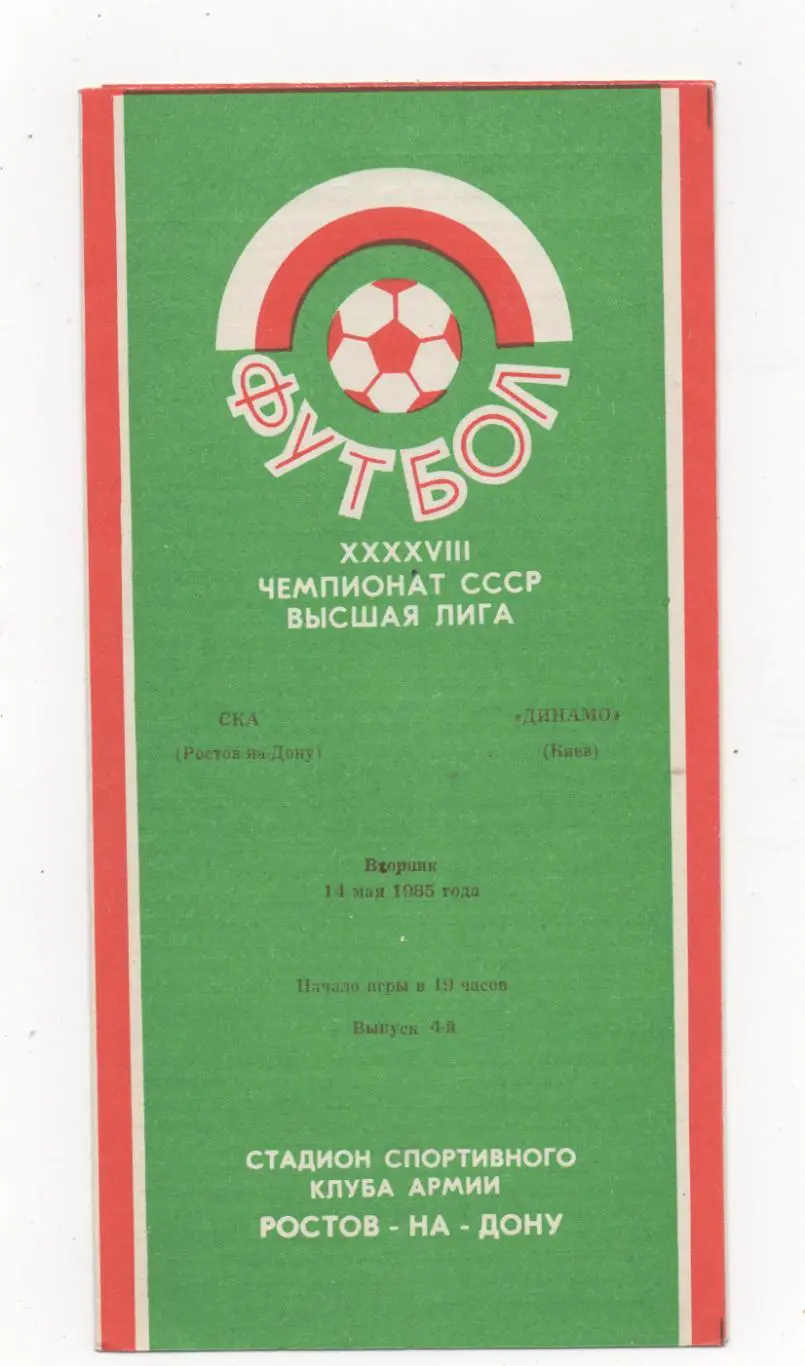 ФУТБОЛ
XXXXVIII
ЧЕМПИОНАТ СССР
ВЫСШАЯ ЛИГА
СКА «ДИНАМО»
(Ростов-на-Дону) (Киев)
Вторник
14 мая 1985 года
Начало игры в 19 часов
Выпуск 4-й
СТАДИОН СПОРТИВНОГО
КЛУБА АРМИИ
РОСТОВ - НА - ДОНУ